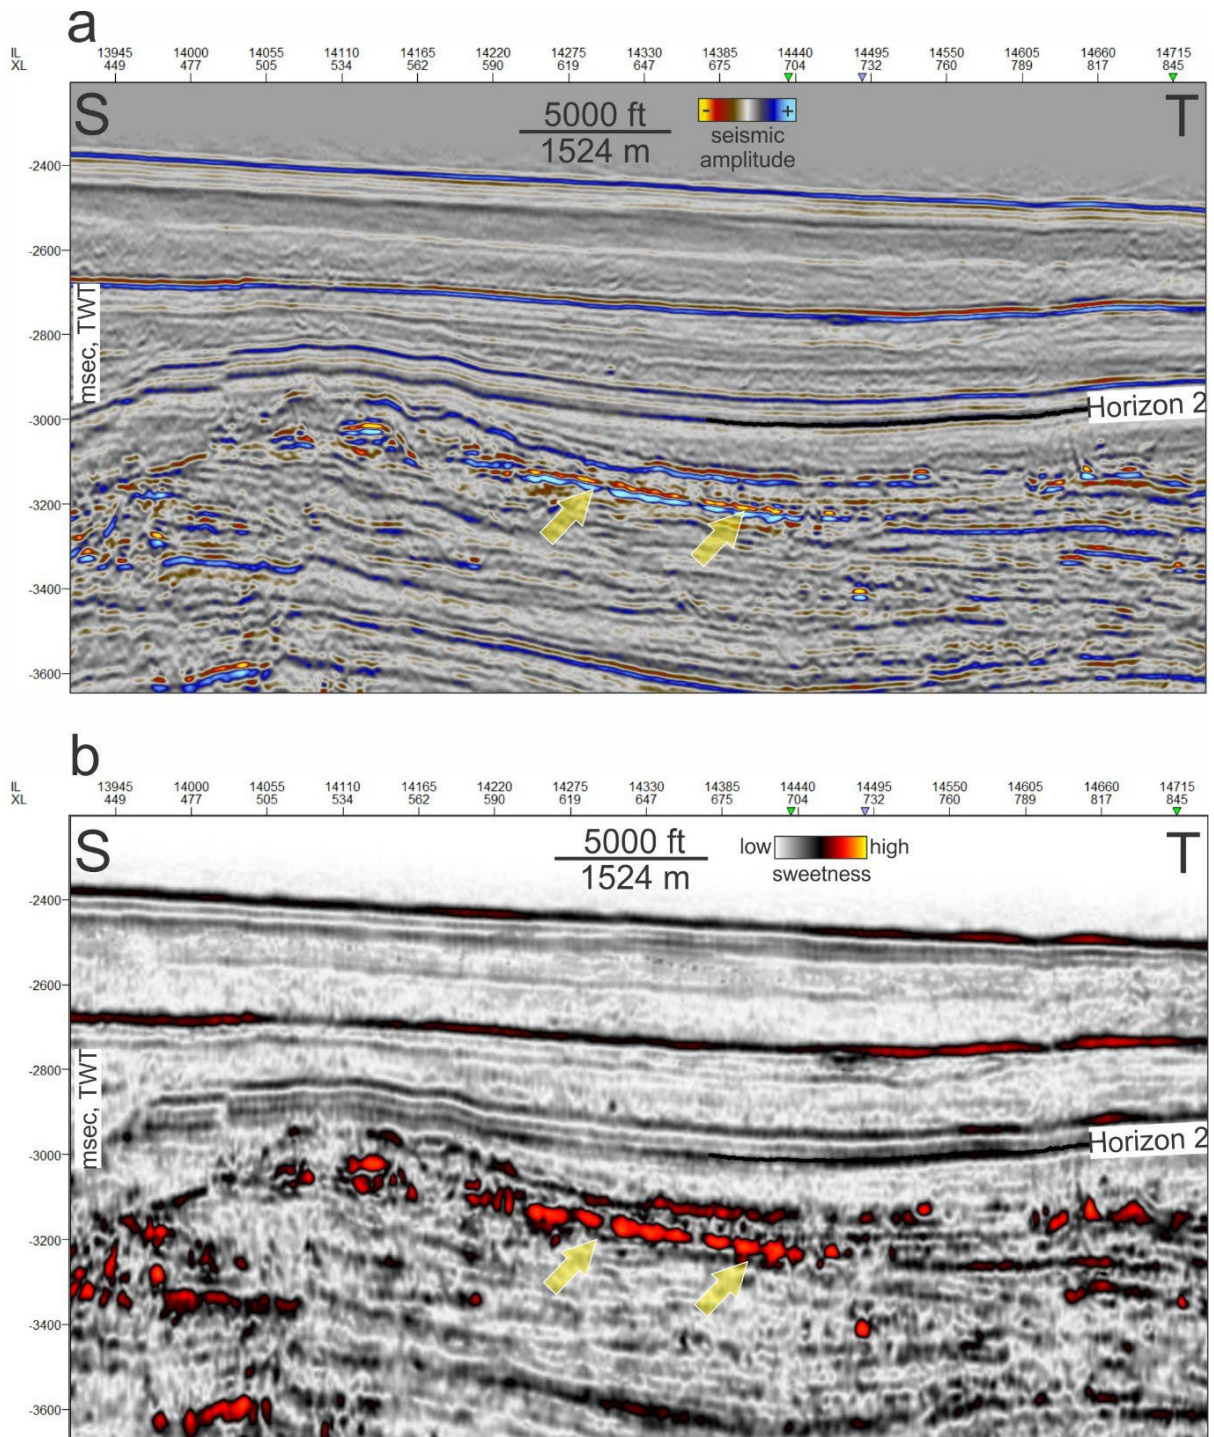 a
IL 13945 14000 14055 14110 14165 14220 14275 14330 14385 14440 14495 14550 14605 14660 14715
XL 449 477 505 534 562 590 619 647 675 704 732 760 789 817 845
S 5000 ft - + T
1524 m seismic
amplitude
-2400
-2600
msec, TWT
-2800
-3000
Horizon 2
-3200
-3400
-3600
b
IL 13945 14000 14055 14110 14165 14220 14275 14330 14385 14440 14495 14550 14605 14660 14715
XL 449 477 505 534 562 590 619 647 675 704 732 760 789 817 845
S 5000 ft low high T
1524 m sweetness
-2400
-2600
-2800
msec, TWT
-3000
Horizon 2
-3200
-3400
-3600